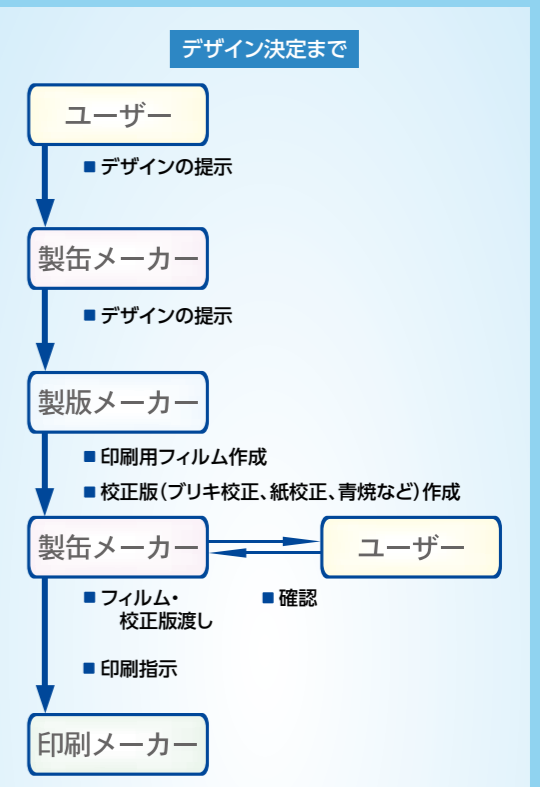 デザイン決定まで
ユーザー
■ デザインの提示
製缶メーカー
■ デザインの提示
製版メーカー
■ 印刷用フィルム作成
■ 校正版(ブリキ校正、紙校正、青焼など)作成
製缶メーカー
ユーザー
■ フィルム・
校正版渡し
■ 確認
■ 印刷指示
印刷メーカー